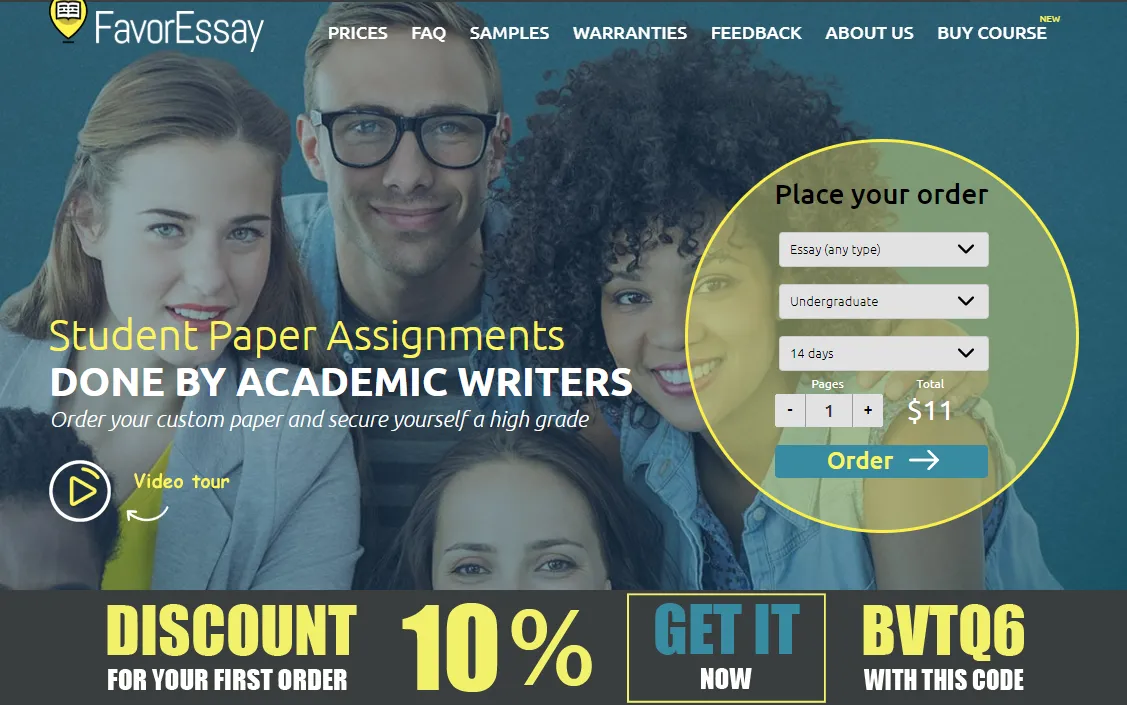 FavorEssay
PRICES FAQ SAMPLES WARRANTIES FEEDBACK ABOUT US BUY COURSE NEW
Place your order
Essay (any type)
Undergraduate
14 days
Pages Total
- 1 + $11
Order
Student Paper Assignments
DONE BY ACADEMIC WRITERS
Order your custom paper and secure yourself a high grade
Video tour
DISCOUNT 10% GET IT BVTQ6
FOR YOUR FIRST ORDER NOW WITH THIS CODE